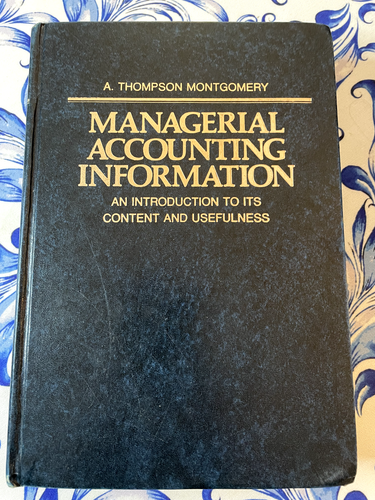 A. THOMPSON MONTGOMERY
MANAGERIAL
ACCOUNTING
INFORMATION
AN INTRODUCTION TO ITS
CONTENT AND USEFULNESS